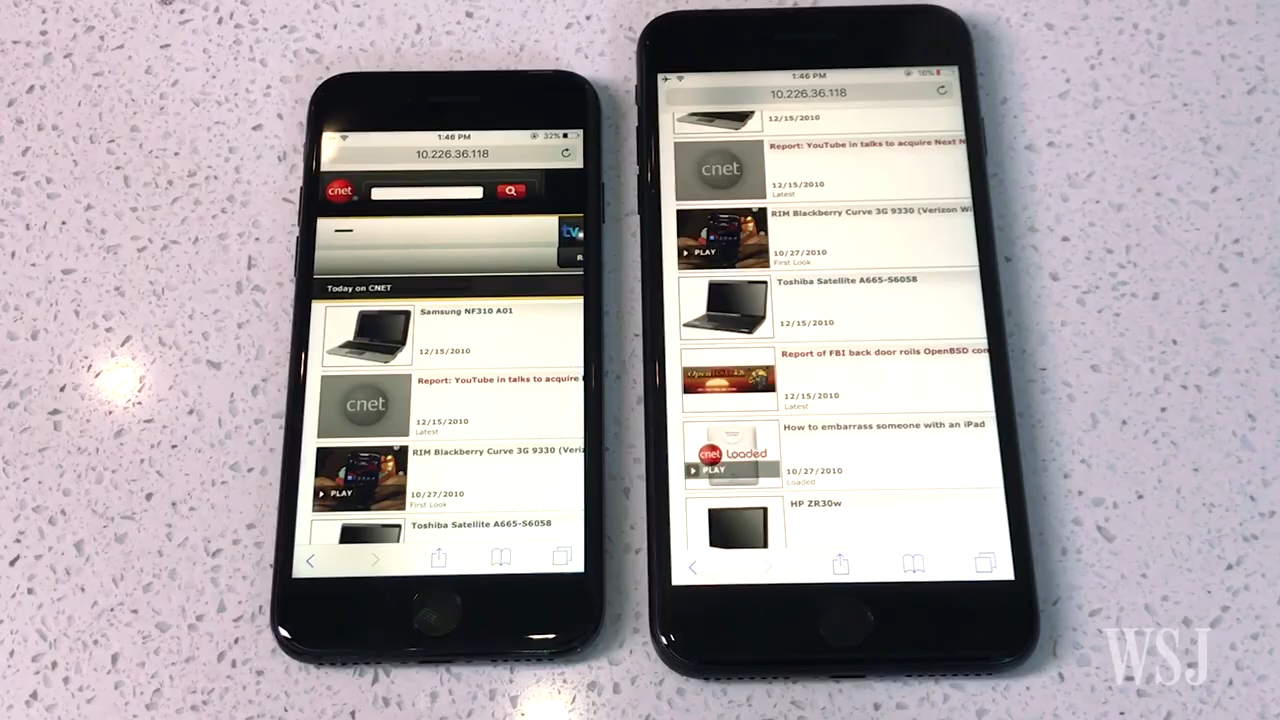 1:46 PM
32%
10.226.36.118
cnet
tv
R
Today on CNET
Samsung NF310 A01
12/15/2010
Report: YouTube in talks to acquire
cnet
12/15/2010
Latest
RIM Blackberry Curve 3G 9330 (Veriz
PLAY
10/27/2010
First Look
Toshiba Satellite A665-S6058
1:46 PM
16%
10.226.36.118
12/15/2010
Report: YouTube in talks to acquire Next N
cnet
12/15/2010
Latest
RIM Blackberry Curve 3G 9330 (Verizon Wi
PLAY
10/27/2010
First Look
Toshiba Satellite A665-S6058
12/15/2010
Report of FBI back door roils OpenBSD com
12/15/2010
Latest
How to embarrass someone with an iPad
cnet Loaded
PLAY
10/27/2010
Loaded
HP ZR30w
WSJ